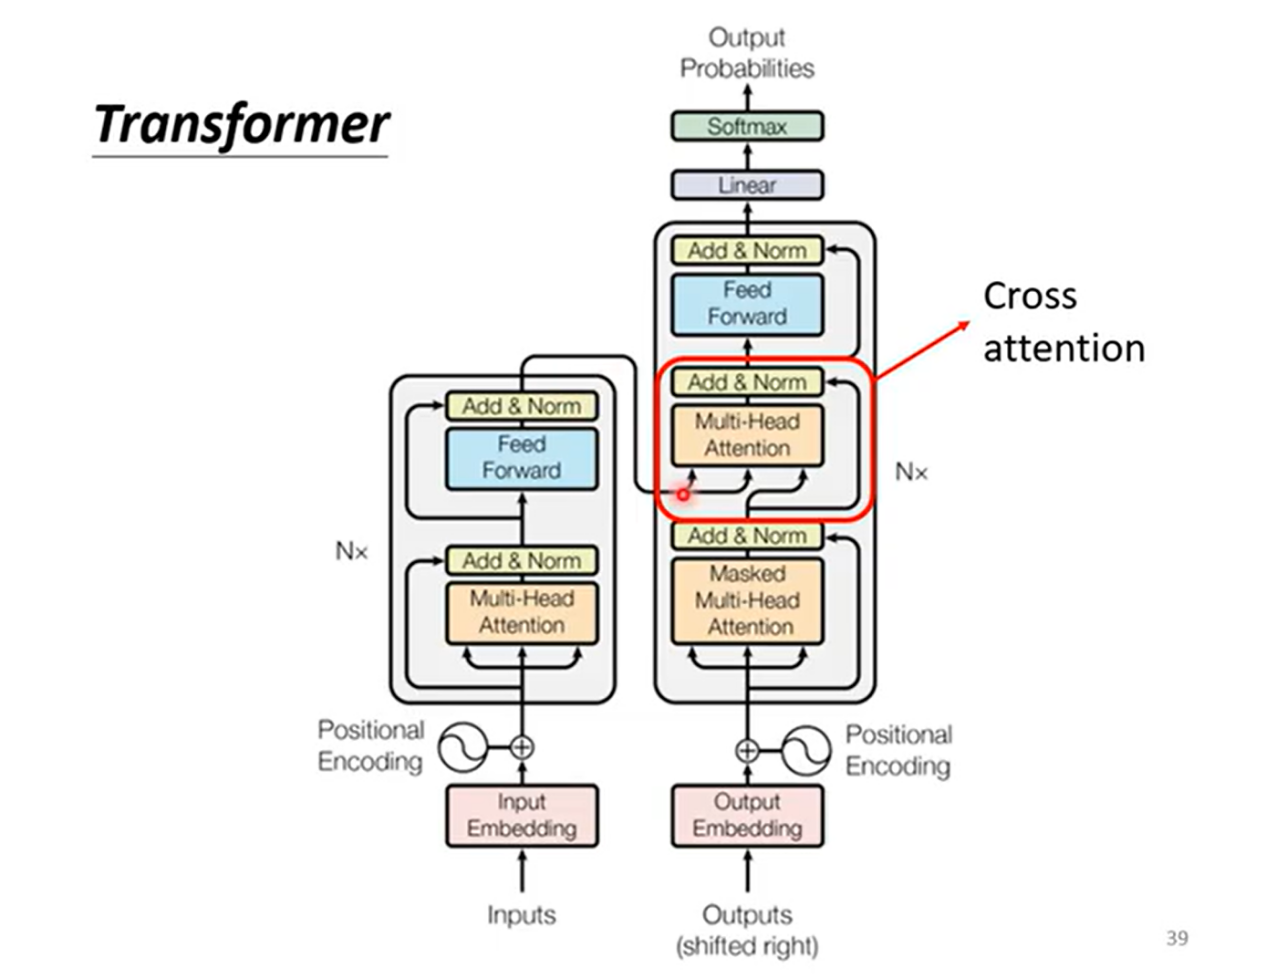 Transformer
Output
Probabilities
Softmax
Linear
Add & Norm
Feed
Forward
Add & Norm
Multi-Head
Attention
Cross
attention
Nx
Add & Norm
Masked
Multi-Head
Attention
Add & Norm
Feed
Forward
Nx
Add & Norm
Multi-Head
Attention
Positional
Encoding
Positional
Encoding
Input
Embedding
Output
Embedding
Inputs
Outputs
(shifted right)
39